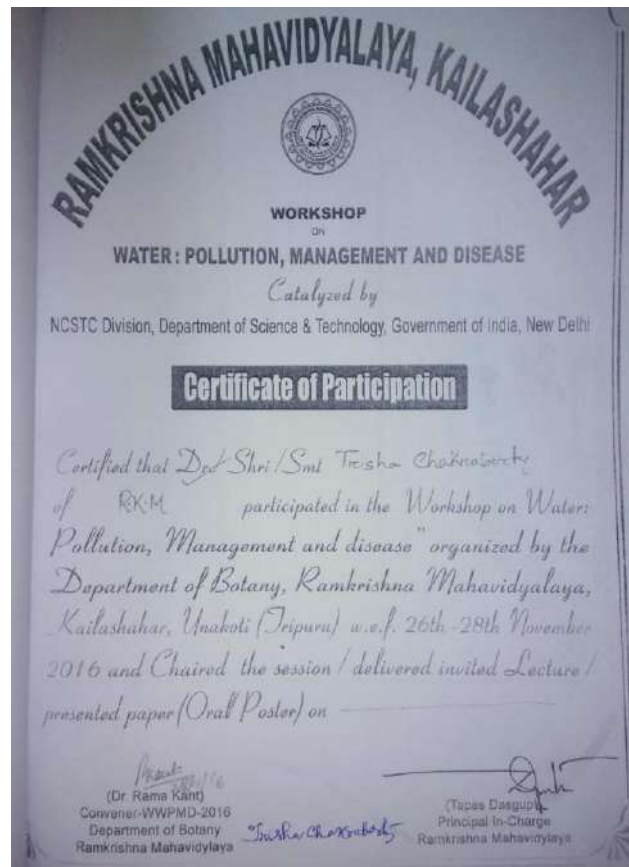 RAMKRISHNA MAHAVIDYALAYA, KAILASHAHAR
WORKSHOP
ON
WATER : POLLUTION, MANAGEMENT AND DISEASE
Catalyzed by
NCSTC Division, Department of Science & Technology, Government of India, New Delhi
Certificate of Participation
Certified that Shri/Smt Trisha Chakraborty
of R.K.M participated in the Workshop on Water:
Pollution, Management and disease" organized by the
Department of Botany, Ramkrishna Mahavidyalaya,
Kailashahar, Unakoti (Tripura) w.e.f. 26th -28th November
2016 and Chaired the session / delivered invited Lecture /
presented paper (Oral Poster) on
(Dr. Rama Kant)
Convener-WWPMD-2016
Department of Botany
Ramkrishna Mahavidylaya
Trisha Chakraborty
(Tapas Dasgupta
Principal In-Charge
Ramkrishna Mahavidylaya